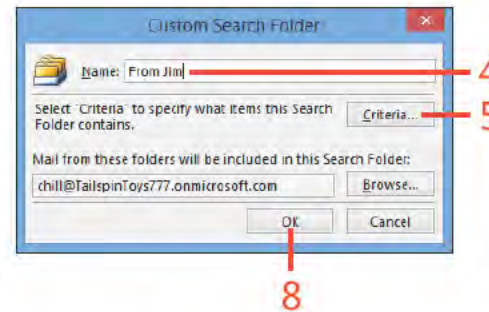 Custom Search Folder
Name: From Jim
4
Select "Criteria" to specify what items this Search
Folder contains.
Criteria...
5
Mail from these folders will be included in this Search Folder:
chill@TailspinToys777.onmicrosoft.com
Browse...
OK
Cancel
8